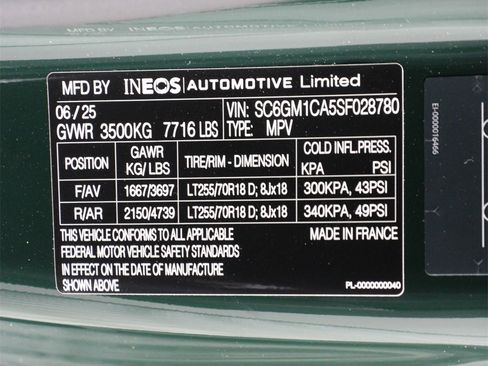 MFD BY INEOS | AUTOMOTIVE Limited
06/25 VIN: SC6GM1CA5SF028780
GVWR 3500KG 7716 LBS TYPE: MPV
POSITION GAWR KG/LBS TIRE/RIM - DIMENSION COLD INFL.PRESS. KPA PSI
F/AV 1667/3697 LT255/70R18 D; 8Jx18 300KPA, 43PSI
R/AR 2150/4739 LT255/70R18 D; 8Jx18 340KPA, 49PSI
THIS VEHICLE CONFORMS TO ALL APPLICABLE MADE IN FRANCE
FEDERAL MOTOR VEHICLE SAFETY STANDARDS
IN EFFECT ON THE DATE OF MANUFACTURE
SHOWN ABOVE. PL-0000000040
EI-0000016466